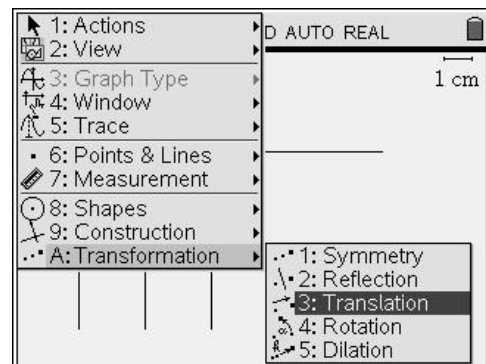 1: Actions
2: View
3: Graph Type
4: Window
5: Trace
6: Points & Lines
7: Measurement
8: Shapes
9: Construction
A: Transformation
D AUTO REAL
1 cm
1: Symmetry
2: Reflection
3: Translation
4: Rotation
5: Dilation